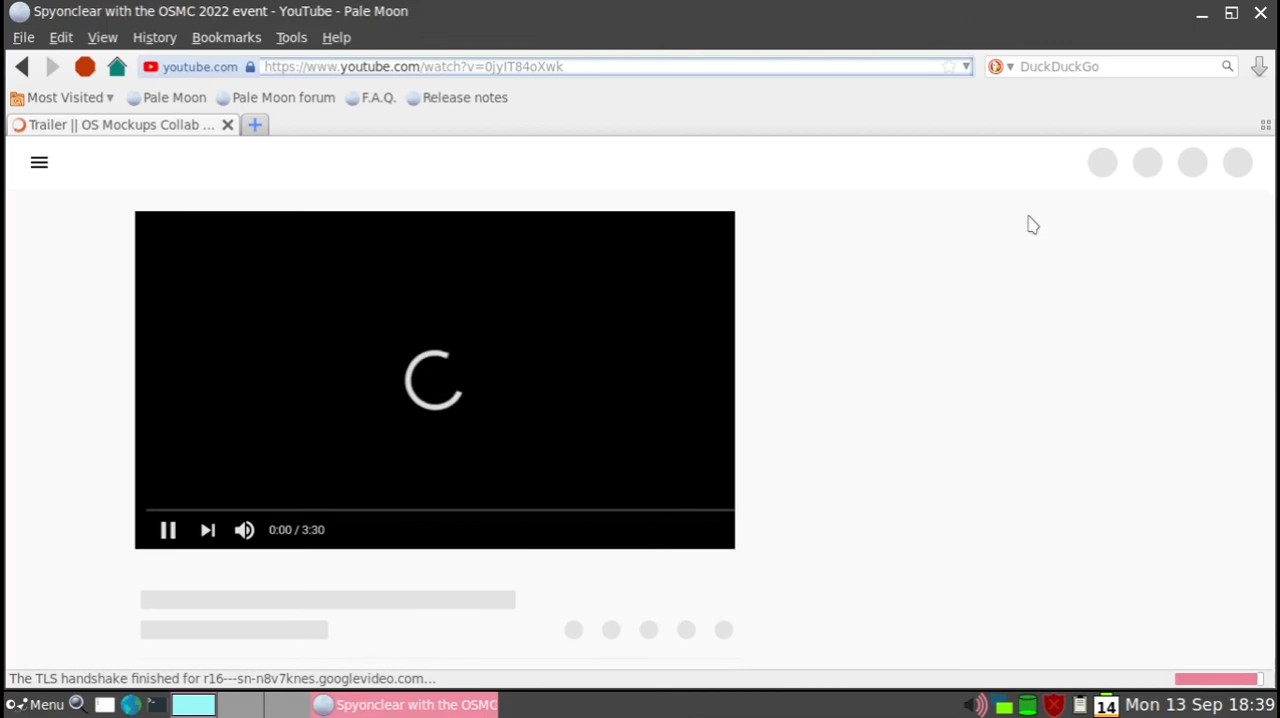 Spyonclear with the OSMC 2022 event - YouTube - Pale Moon
File Edit View History Bookmarks Tools Help
youtube.com https://www.youtube.com/watch?v=0jyIT84oXwk DuckDuckGo
Most Visited Pale Moon Pale Moon forum F.A.Q. Release notes
Trailer || OS Mockups Collab ...
0:00 / 3:30
The TLS handshake finished for r16---sn-n8v7knes.googlevideo.com...
Menu Spyonclear with the OSMC 14 Mon 13 Sep 18:39